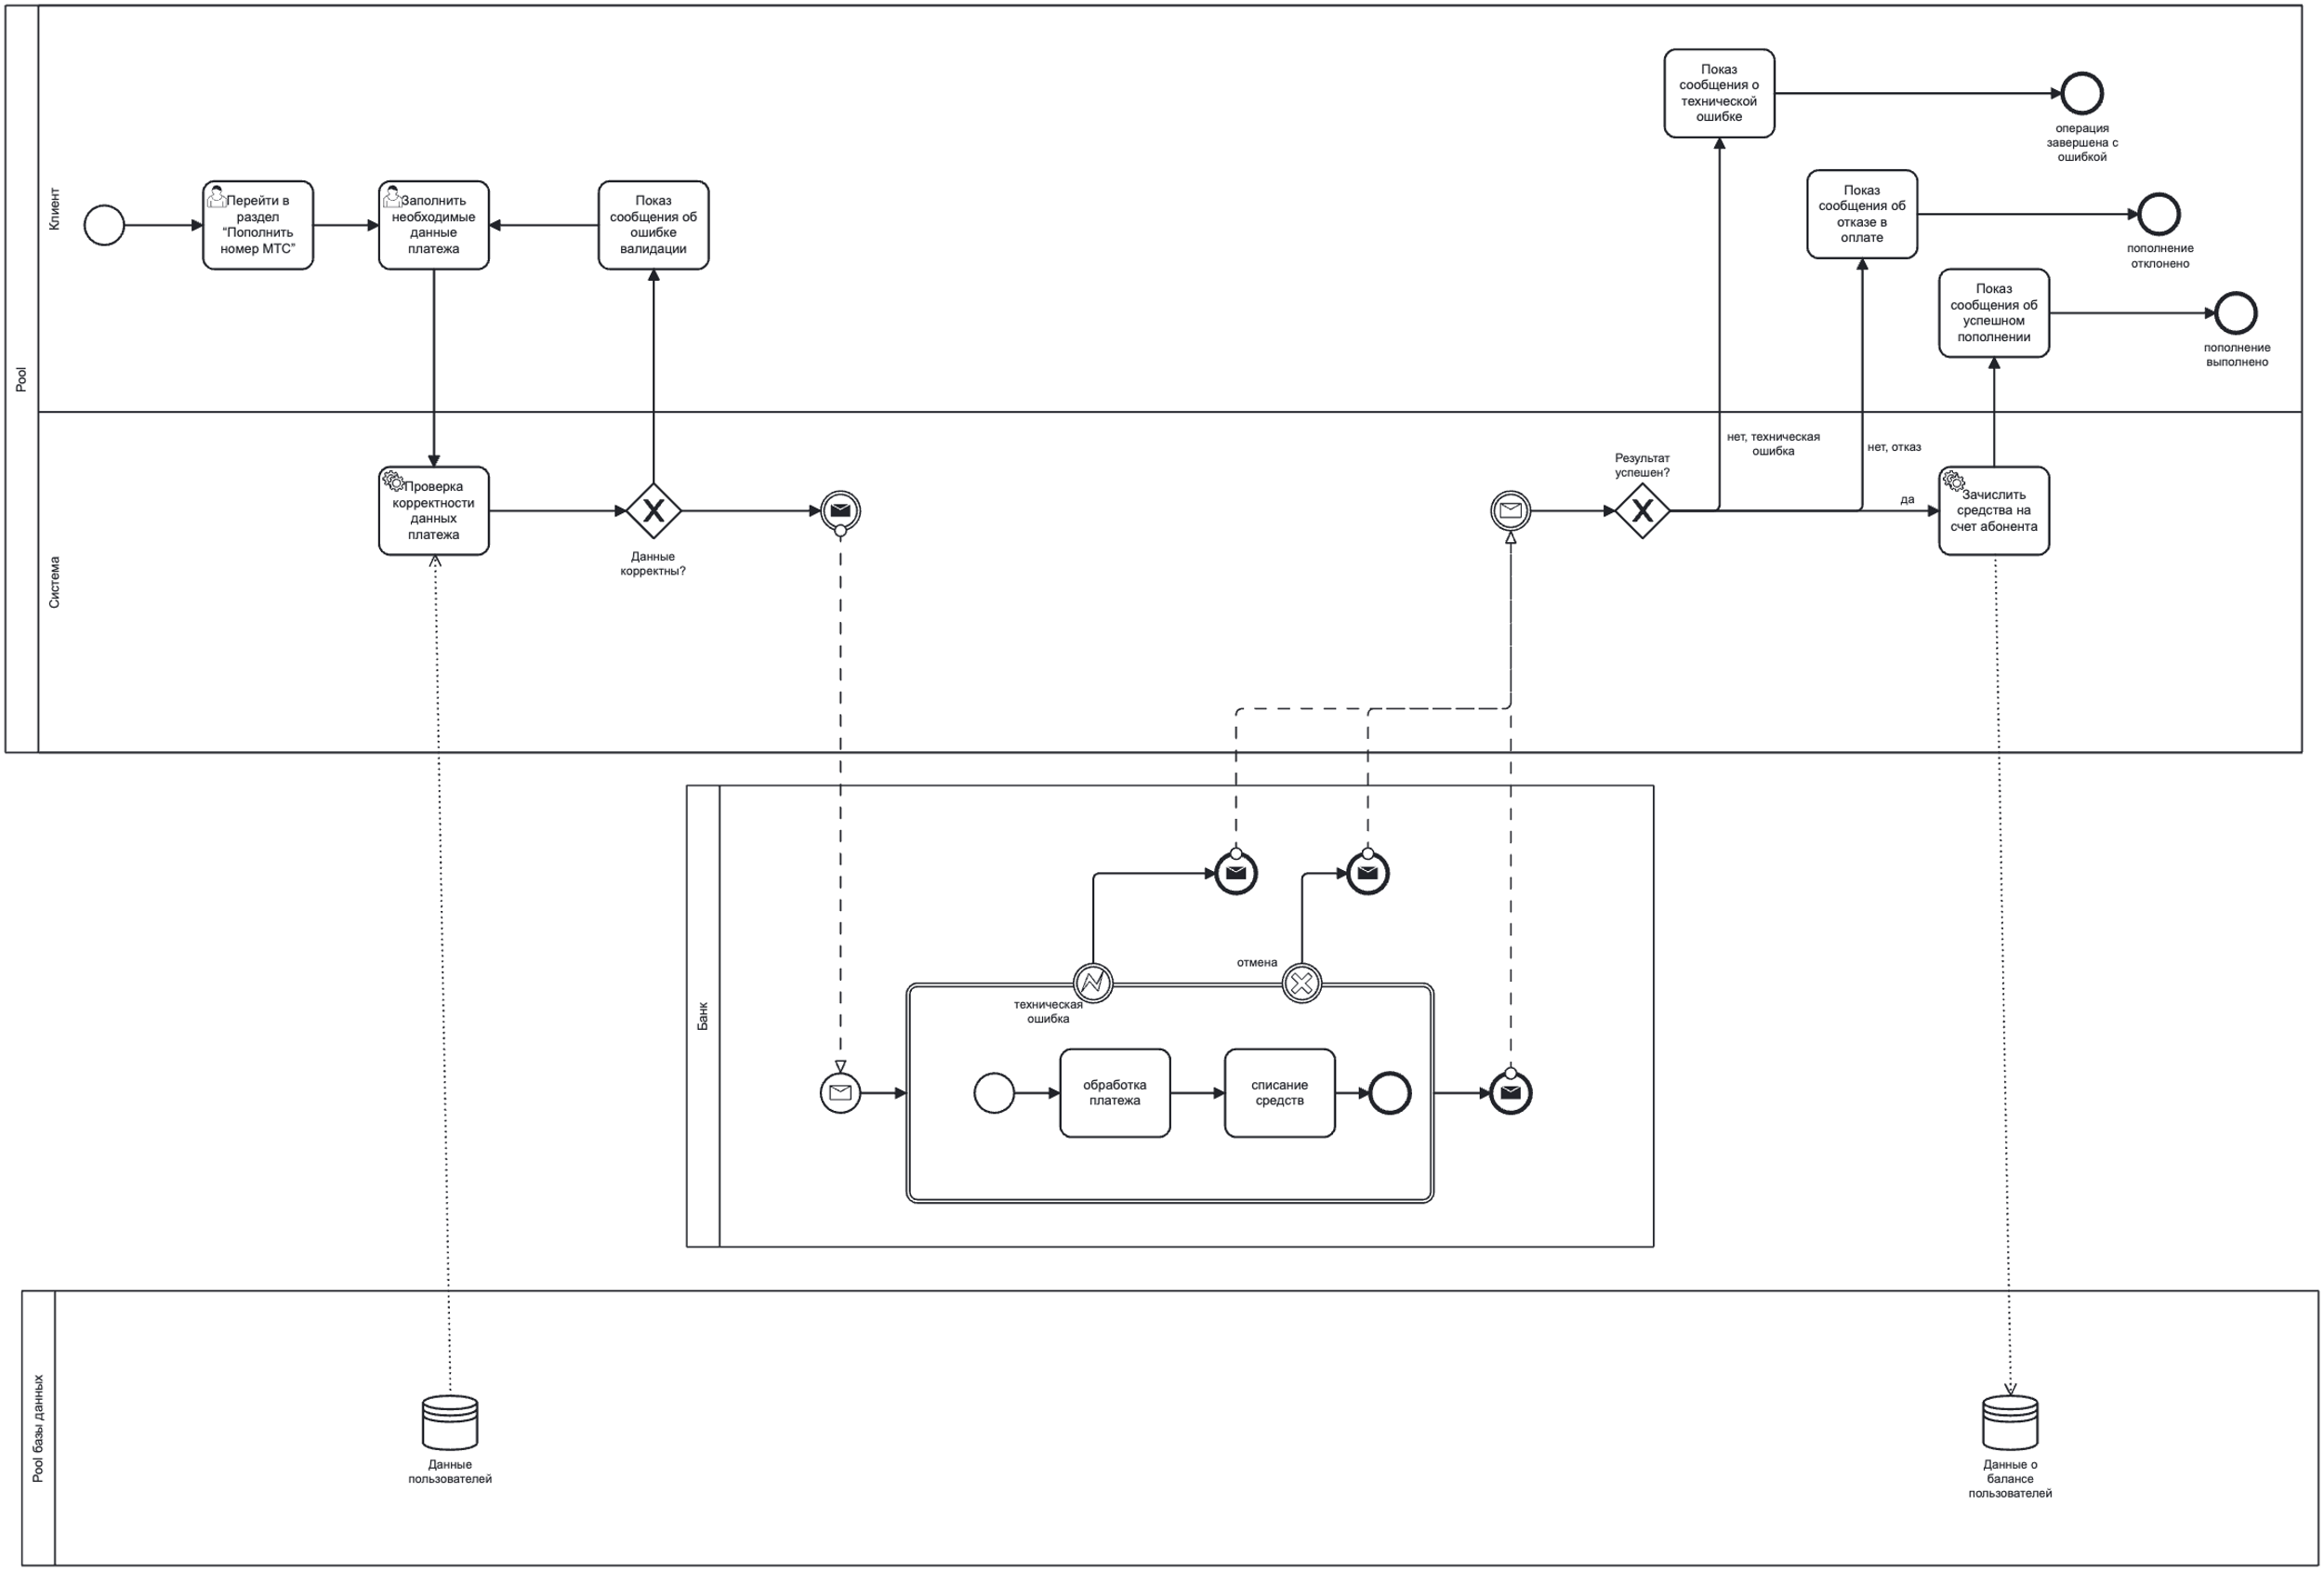 Pool
Клиент
Перейти в
раздел
“Пополнить
номер МТС”
Заполнить
необходимые
данные
платежа
Показ
сообщения об
ошибке
валидации
Показ
сообщения о
технической
ошибке
операция
завершена с
ошибкой
Показ
сообщения об
отказе в
оплате
пополнение
отклонено
Показ
сообщения об
успешном
пополнении
пополнение
выполнено
Система
Проверка
корректности
данных
платежа
Данные
корректны?
Результат
успешен?
нет, техническая
ошибка
нет, отказ
да
Зачислить
средства на
счет абонента
Банк
техническая
ошибка
отмена
обработка
платежа
списание
средств
Pool базы данных
Данные
пользователей
Данные о
балансе
пользователей